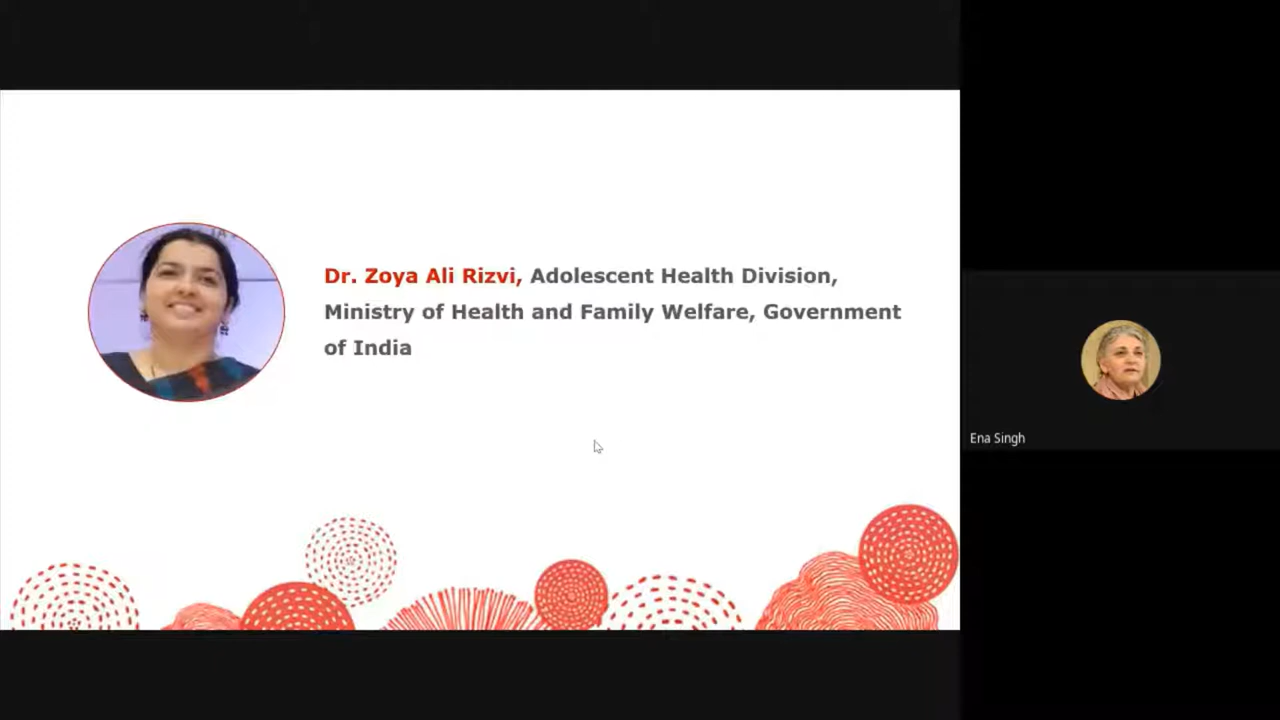 Dr. Zoya Ali Rizvi, Adolescent Health Division,
Ministry of Health and Family Welfare, Government
of India
Ena Singh